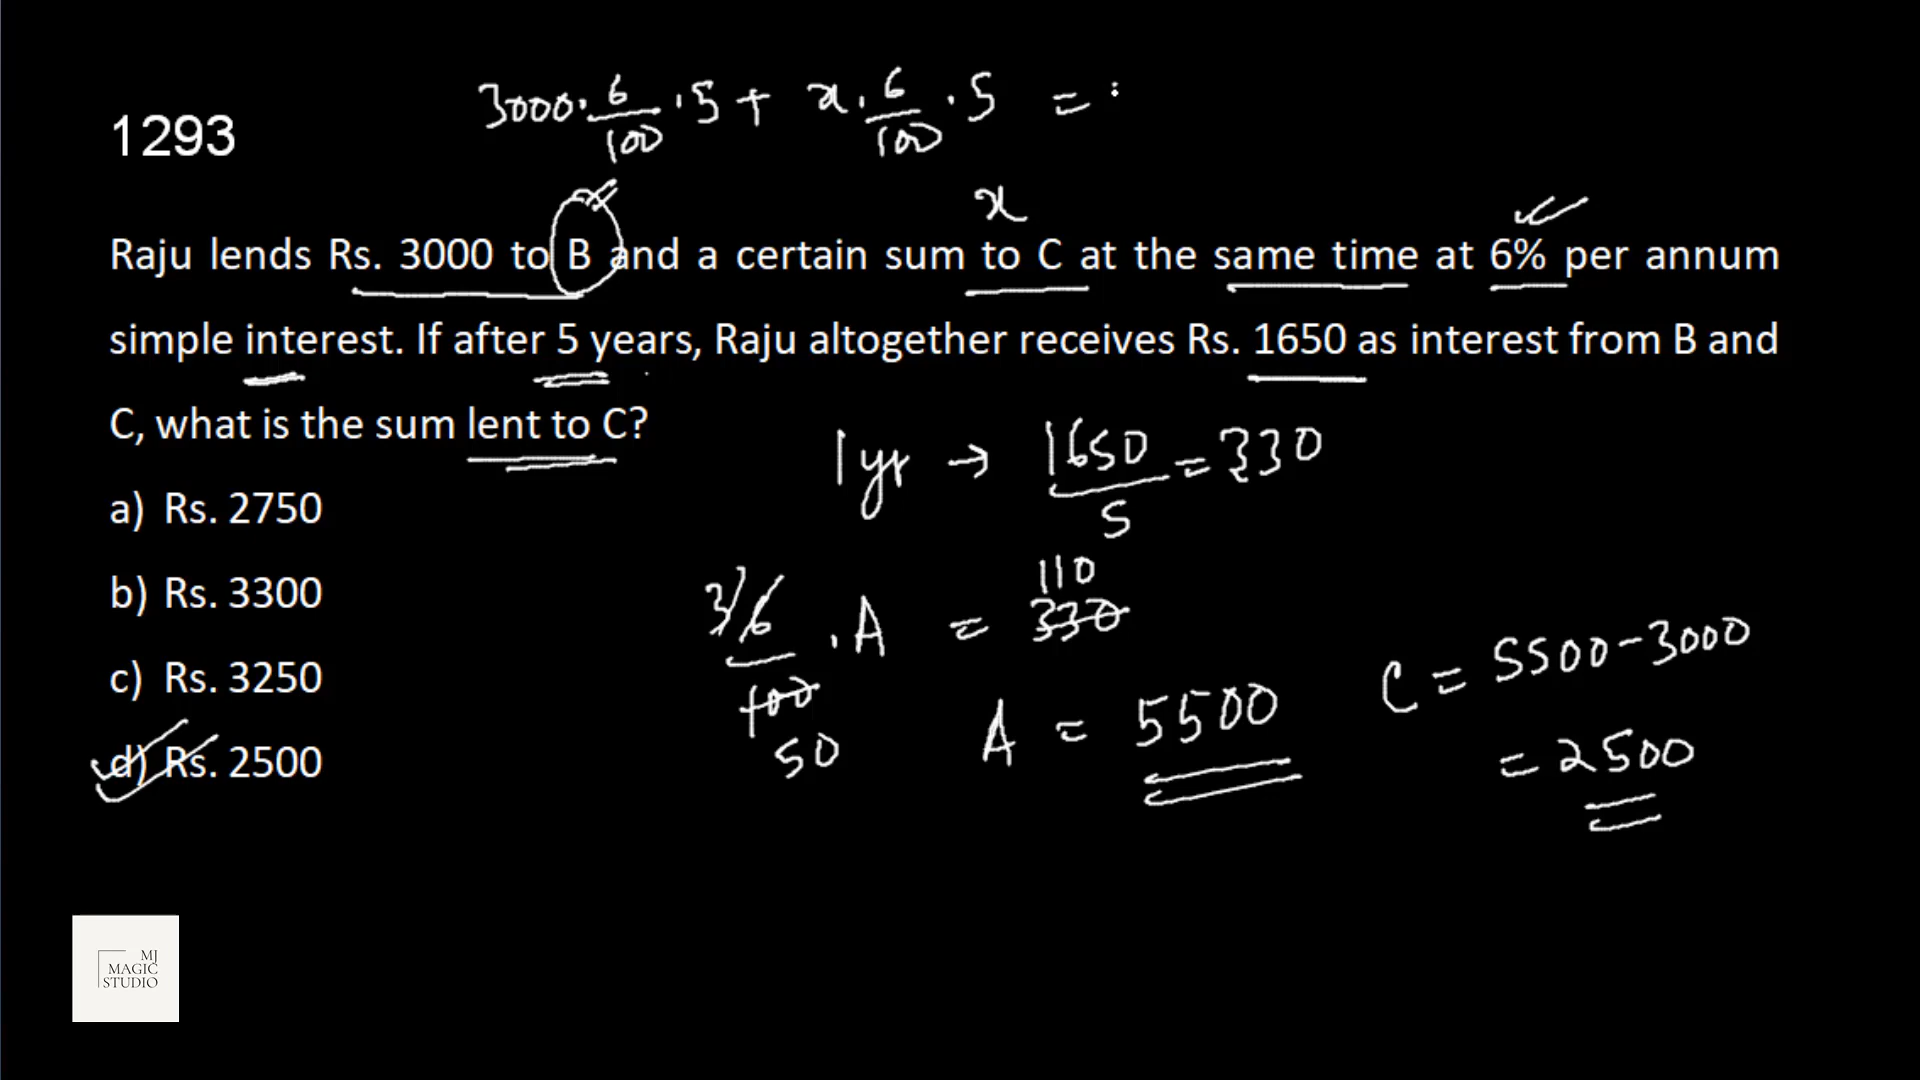 3000 · 6/100 · 5 + x · 6/100 · 5 =
1293
x
Raju lends Rs. 3000 to B and a certain sum to C at the same time at 6% per annum
simple interest. If after 5 years, Raju altogether receives Rs. 1650 as interest from B and
C, what is the sum lent to C?
1 yr → 1650/5 = 330
a) Rs. 2750
b) Rs. 3300
3 6/100 50 . A = 330 110
c) Rs. 3250
A = 5500
C = 5500 - 3000
= 2500
d) Rs. 2500
MJ
MAGIC
STUDIO